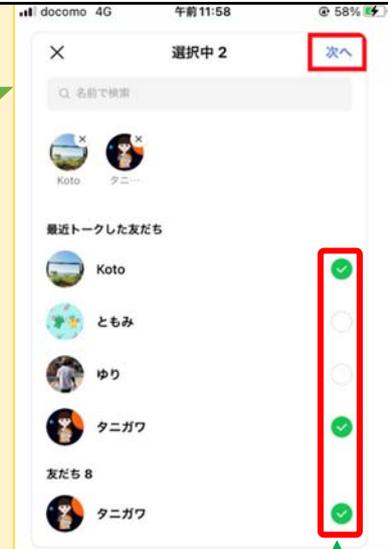 docomo 4G 午前11:58 58%
選択中 2 次へ
名前で検索
Koto タニ…
最近トークした友だち
Koto
ともみ
ゆり
タニガワ
友だち 8
タニガワ